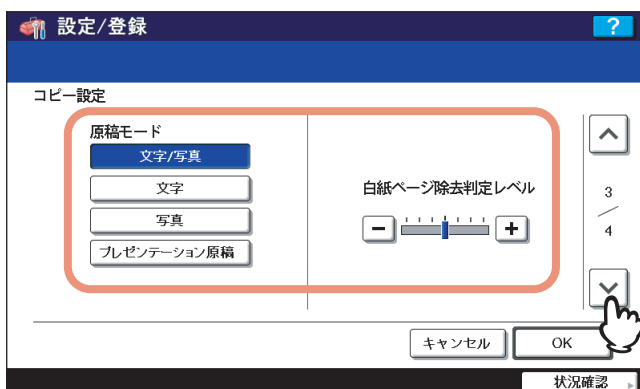 設定/登録
?
コピー設定
原稿モード
文字/写真
文字
写真
プレゼンテーション原稿
白紙ページ除去判定レベル
3
4
キャンセル
OK
状況確認